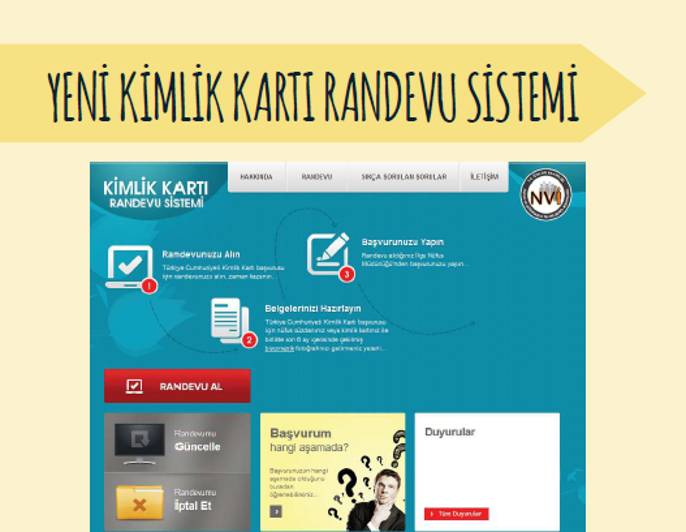 YENİ KİMLİK KARTI RANDEVU SİSTEMİ
KİMLİK KARTI
RANDEVU SİSTEMİ
HAKKINDA
RANDEVU
SIKÇA SORULAN SORULAR
İLETİŞİM
NVİ
Randevunuzu Alın
Türkiye Cumhuriyeti Kimlik Kartı başvurusu
için randevunuzu alın, zaman kazanın...
1
Başvurunuzu Yapın
Randevu aldığınız İlçe Nüfus
Müdürlüğü'nden başvurunuzu yapın...
3
Belgelerinizi Hazırlayın
Türkiye Cumhuriyeti Kimlik Kartı başvurusu
için nüfus cüzdanınız veya kimlik kartınız ile
birlikte son 6 ay içerisinde çekilmiş
biyometrik fotoğrafınızı getirmeniz yeterli...
2
RANDEVU AL
Randevumu
Güncelle
Randevumu
İptal Et
Başvurum
hangi aşamada?
Başvurunuzun hangi
aşamada olduğunu
buradan
öğrenebilirsiniz...
Duyurular
Tüm Duyurular